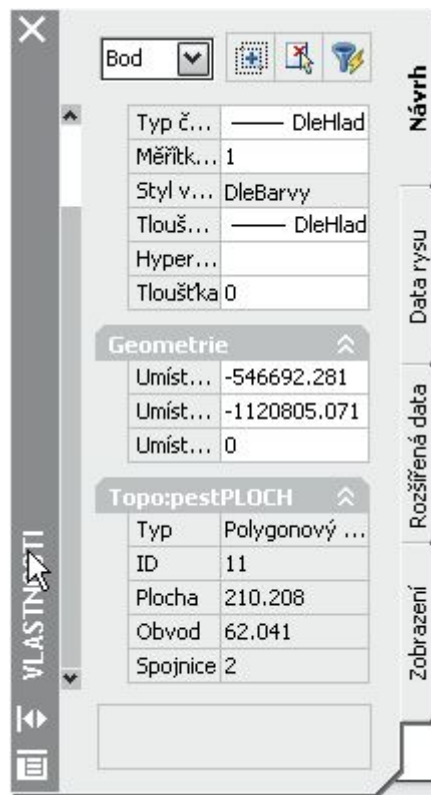 Bod
Typ č... DleHlad
Měřítk... 1
Styl v... DleBarvy
Tlouš... DleHlad
Hyper...
Tloušťka 0
Geometrie
Umíst... -546692.281
Umíst... -1120805.071
Umíst... 0
Topo:pestPLOCH
Typ Polygonový ...
ID 11
Plocha 210.208
Obvod 62.041
Spojnice 2
VLASTNOSTI
Návrh
Data rysu
Rozšířená data
Zobrazení